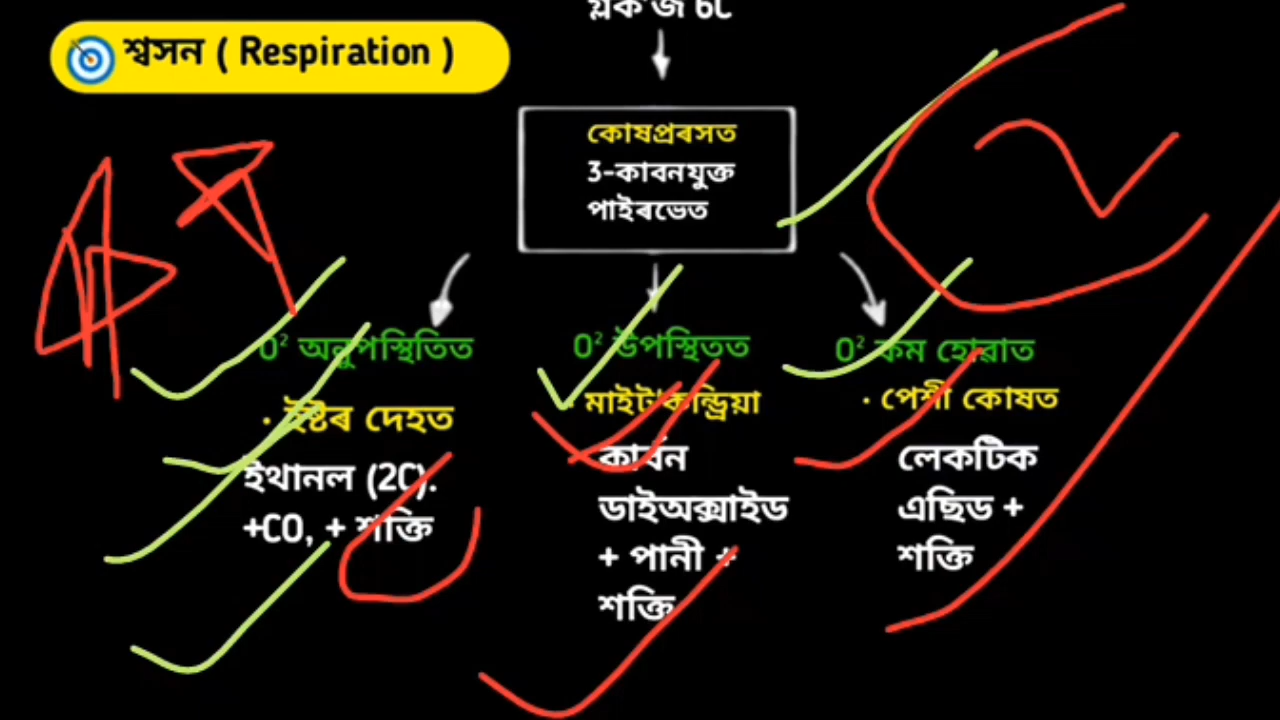 শ্বসন ( Respiration )
6C
কোষপ্ৰৰসত
3-কাবনযুক্ত
পাইৰভেত
O² অনুপস্থিতিত
· ইষ্টৰ দেহত
ইথানল (2C).
+CO, + শক্তি
O² উপস্থিতত
· মাইট'কন্ড্ৰিয়া
কাৰ্বন
ডাইঅক্সাইড
+ পানী +
শক্তি
O² কম হোৱাত
· পেশী কোষত
লেকটিক
এছিড +
শক্তি